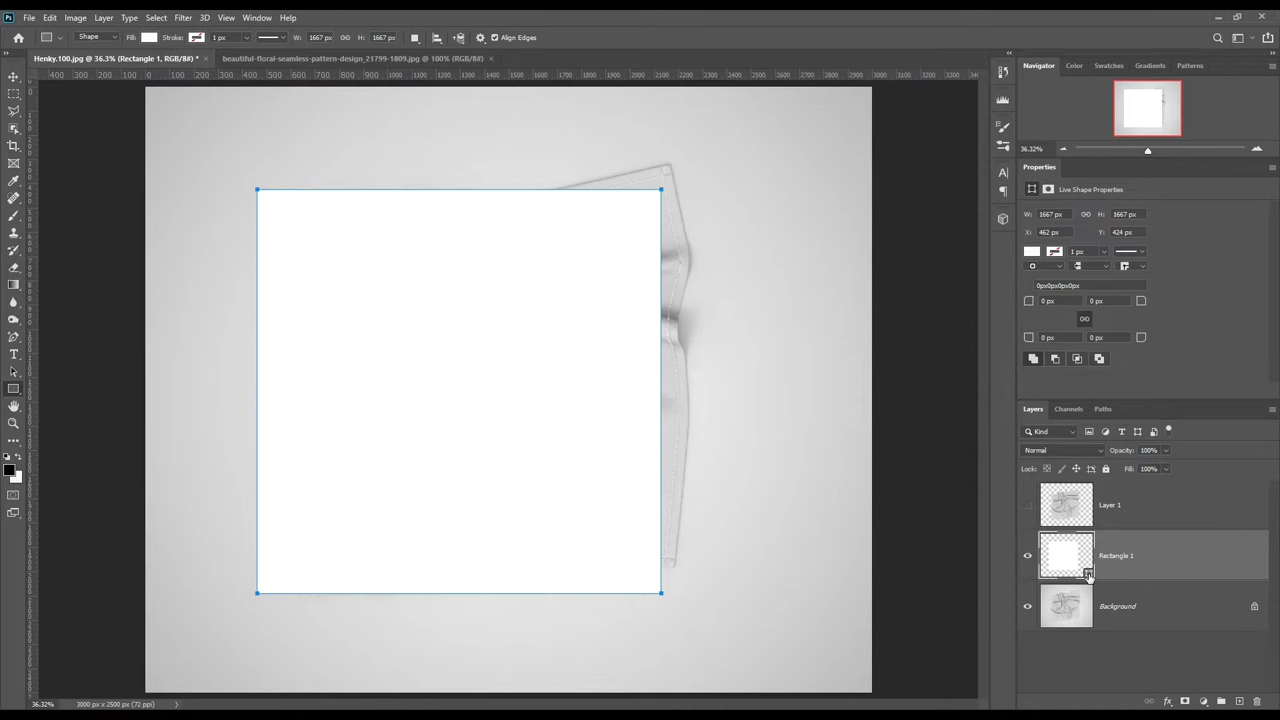 Ps File Edit Image Layer Type Select Filter 3D View Window Help
Shape Fill: Stroke: 1 px W: 1667 px H: 1667 px Align Edges
Henky.100.jpg @ 36.3% (Rectangle 1, RGB/8#) * × beautiful-floral-seamless-pattern-design_21799-1809.jpg @ 100% (RGB/8#) ×
Navigator Color Swatches Gradients Patterns
36.32%
Properties
Live Shape Properties
W: 1667 px H: 1667 px
X: 462 px Y: 424 px
1 px
0px0px0px0px
0 px 0 px
0 px 0 px
Layers Channels Paths
Kind
Normal Opacity: 100%
Lock: Fill: 100%
Layer 1
Rectangle 1
Background
fx
36.32% 3000 px x 2500 px (72 ppi)